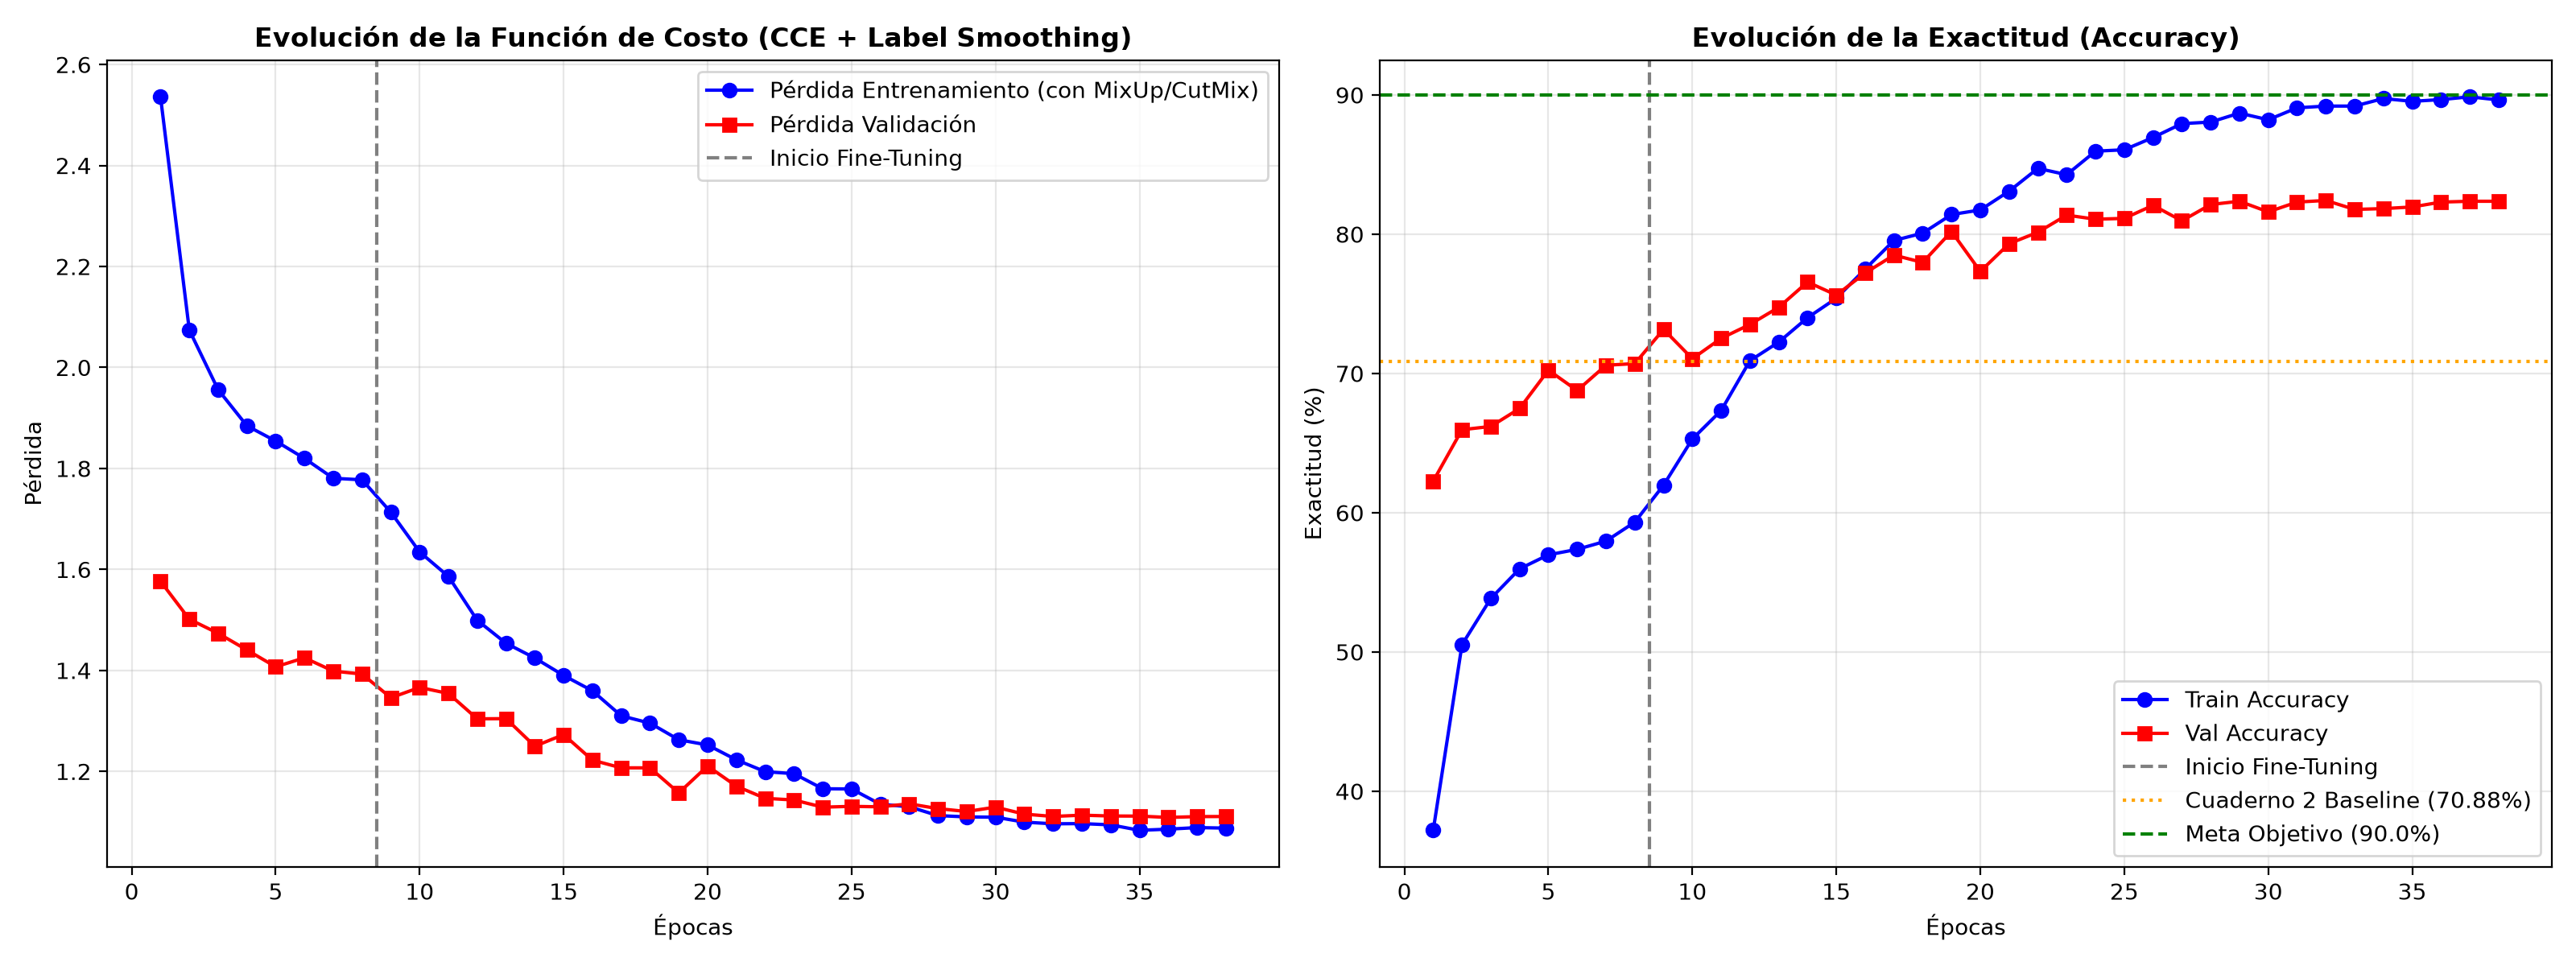 Evolución de la Función de Costo (CCE + Label Smoothing)
2.6
2.4
2.2
2.0
1.8
1.6
1.4
1.2
Pérdida
0 5 10 15 20 25 30 35
Épocas
Pérdida Entrenamiento (con MixUp/CutMix)
Pérdida Validación
Inicio Fine-Tuning
Evolución de la Exactitud (Accuracy)
90
80
70
60
50
40
Exactitud (%)
0 5 10 15 20 25 30 35
Épocas
Train Accuracy
Val Accuracy
Inicio Fine-Tuning
Cuaderno 2 Baseline (70.88%)
Meta Objetivo (90.0%)